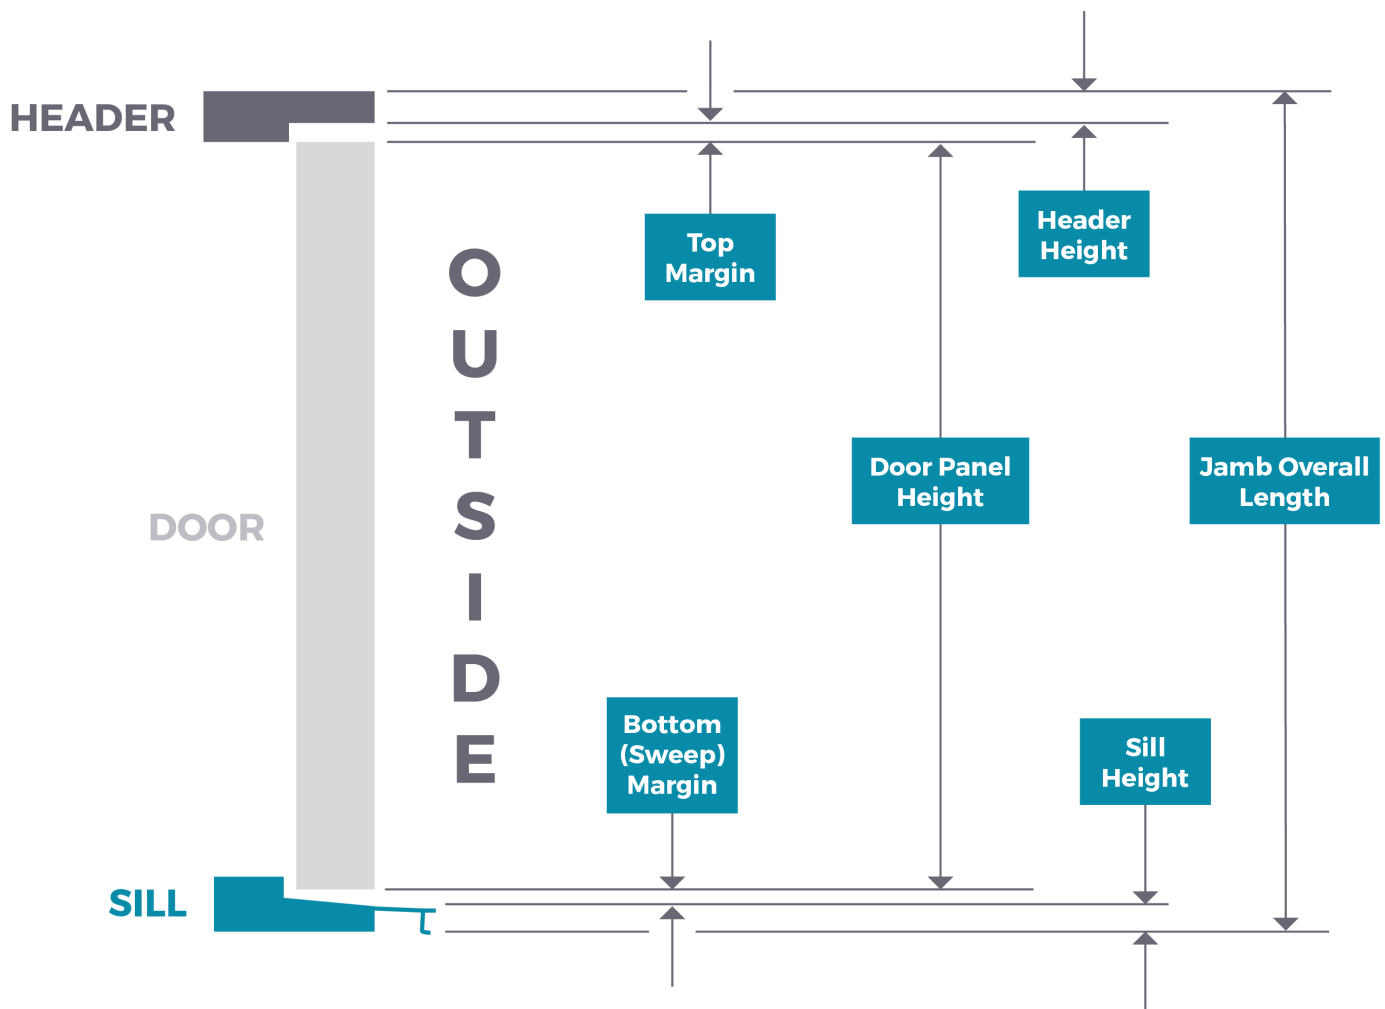 HEADER
Header
Height
Top
Margin
O
U
T
S
I
D
E
Door Panel
Height
Jamb Overall
Length
DOOR
Bottom
(Sweep)
Margin
Sill
Height
SILL